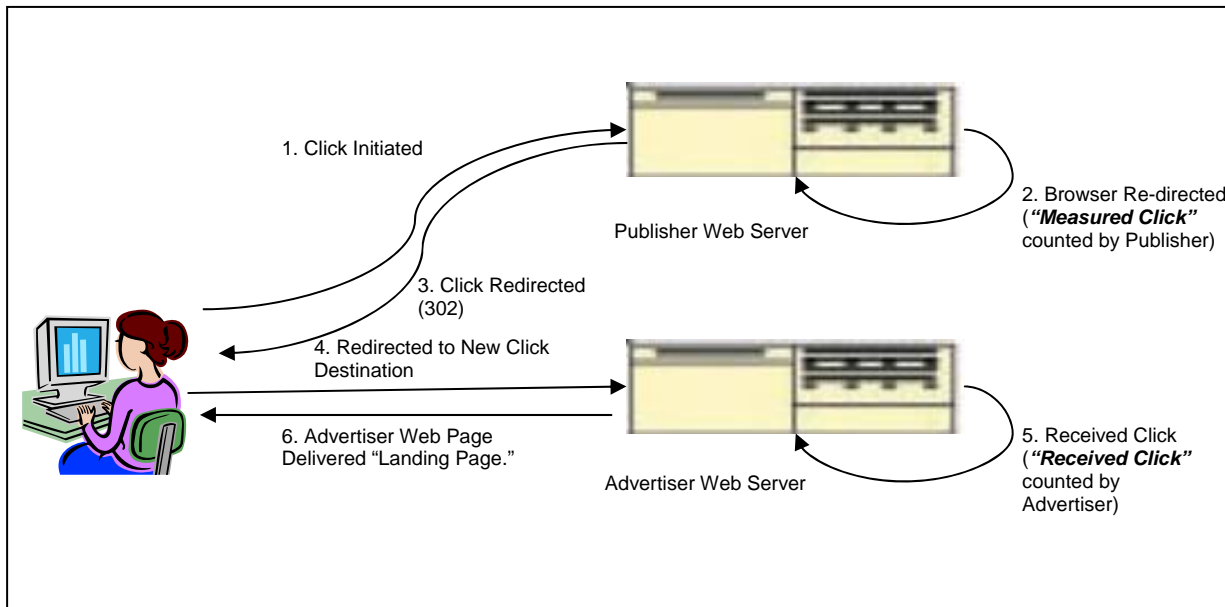 1. Click Initiated
2. Browser Re-directed
(“Measured Click”
counted by Publisher)
Publisher Web Server
3. Click Redirected
(302)
4. Redirected to New Click
Destination
5. Received Click
(“Received Click”
counted by
Advertiser)
6. Advertiser Web Page
Delivered “Landing Page.”
Advertiser Web Server